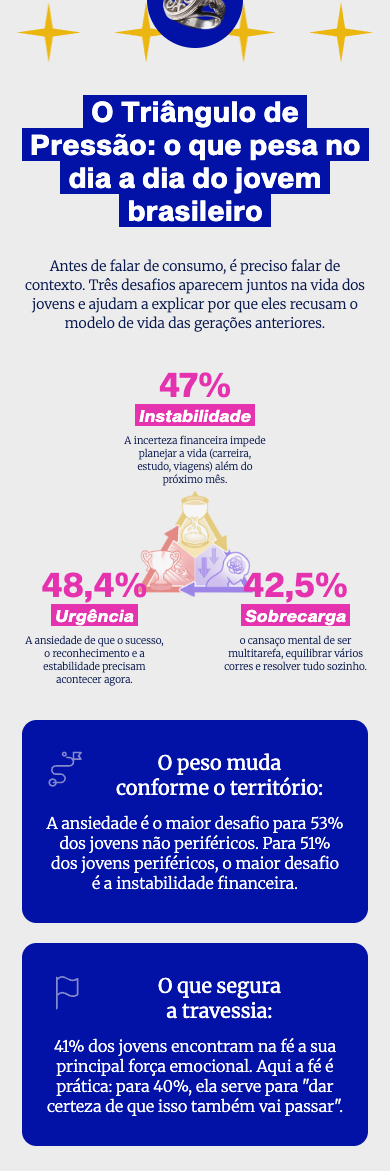 O Triângulo de
Pressão: o que pesa no
dia a dia do jovem
brasileiro
Antes de falar de consumo, é preciso falar de
contexto. Três desafios aparecem juntos na vida dos
jovens e ajudam a explicar por que eles recusam o
modelo de vida das gerações anteriores.
47%
Instabilidade
A incerteza financeira impede
planejar a vida (carreira,
estudo, viagens) além do
próximo mês.
48,4%
Urgência
A ansiedade de que o sucesso,
o reconhecimento e a
estabilidade precisam
acontecer agora.
42,5%
Sobrecarga
o cansaço mental de ser
multitarefa, equilibrar vários
corres e resolver tudo sozinho.
O peso muda
conforme o território:
A ansiedade é o maior desafio para 53%
dos jovens não periféricos. Para 51%
dos jovens periféricos, o maior desafio
é a instabilidade financeira.
O que segura
a travessia:
41% dos jovens encontram na fé a sua
principal força emocional. Aqui a fé é
prática: para 40%, ela serve para "dar
certeza de que isso também vai passar".